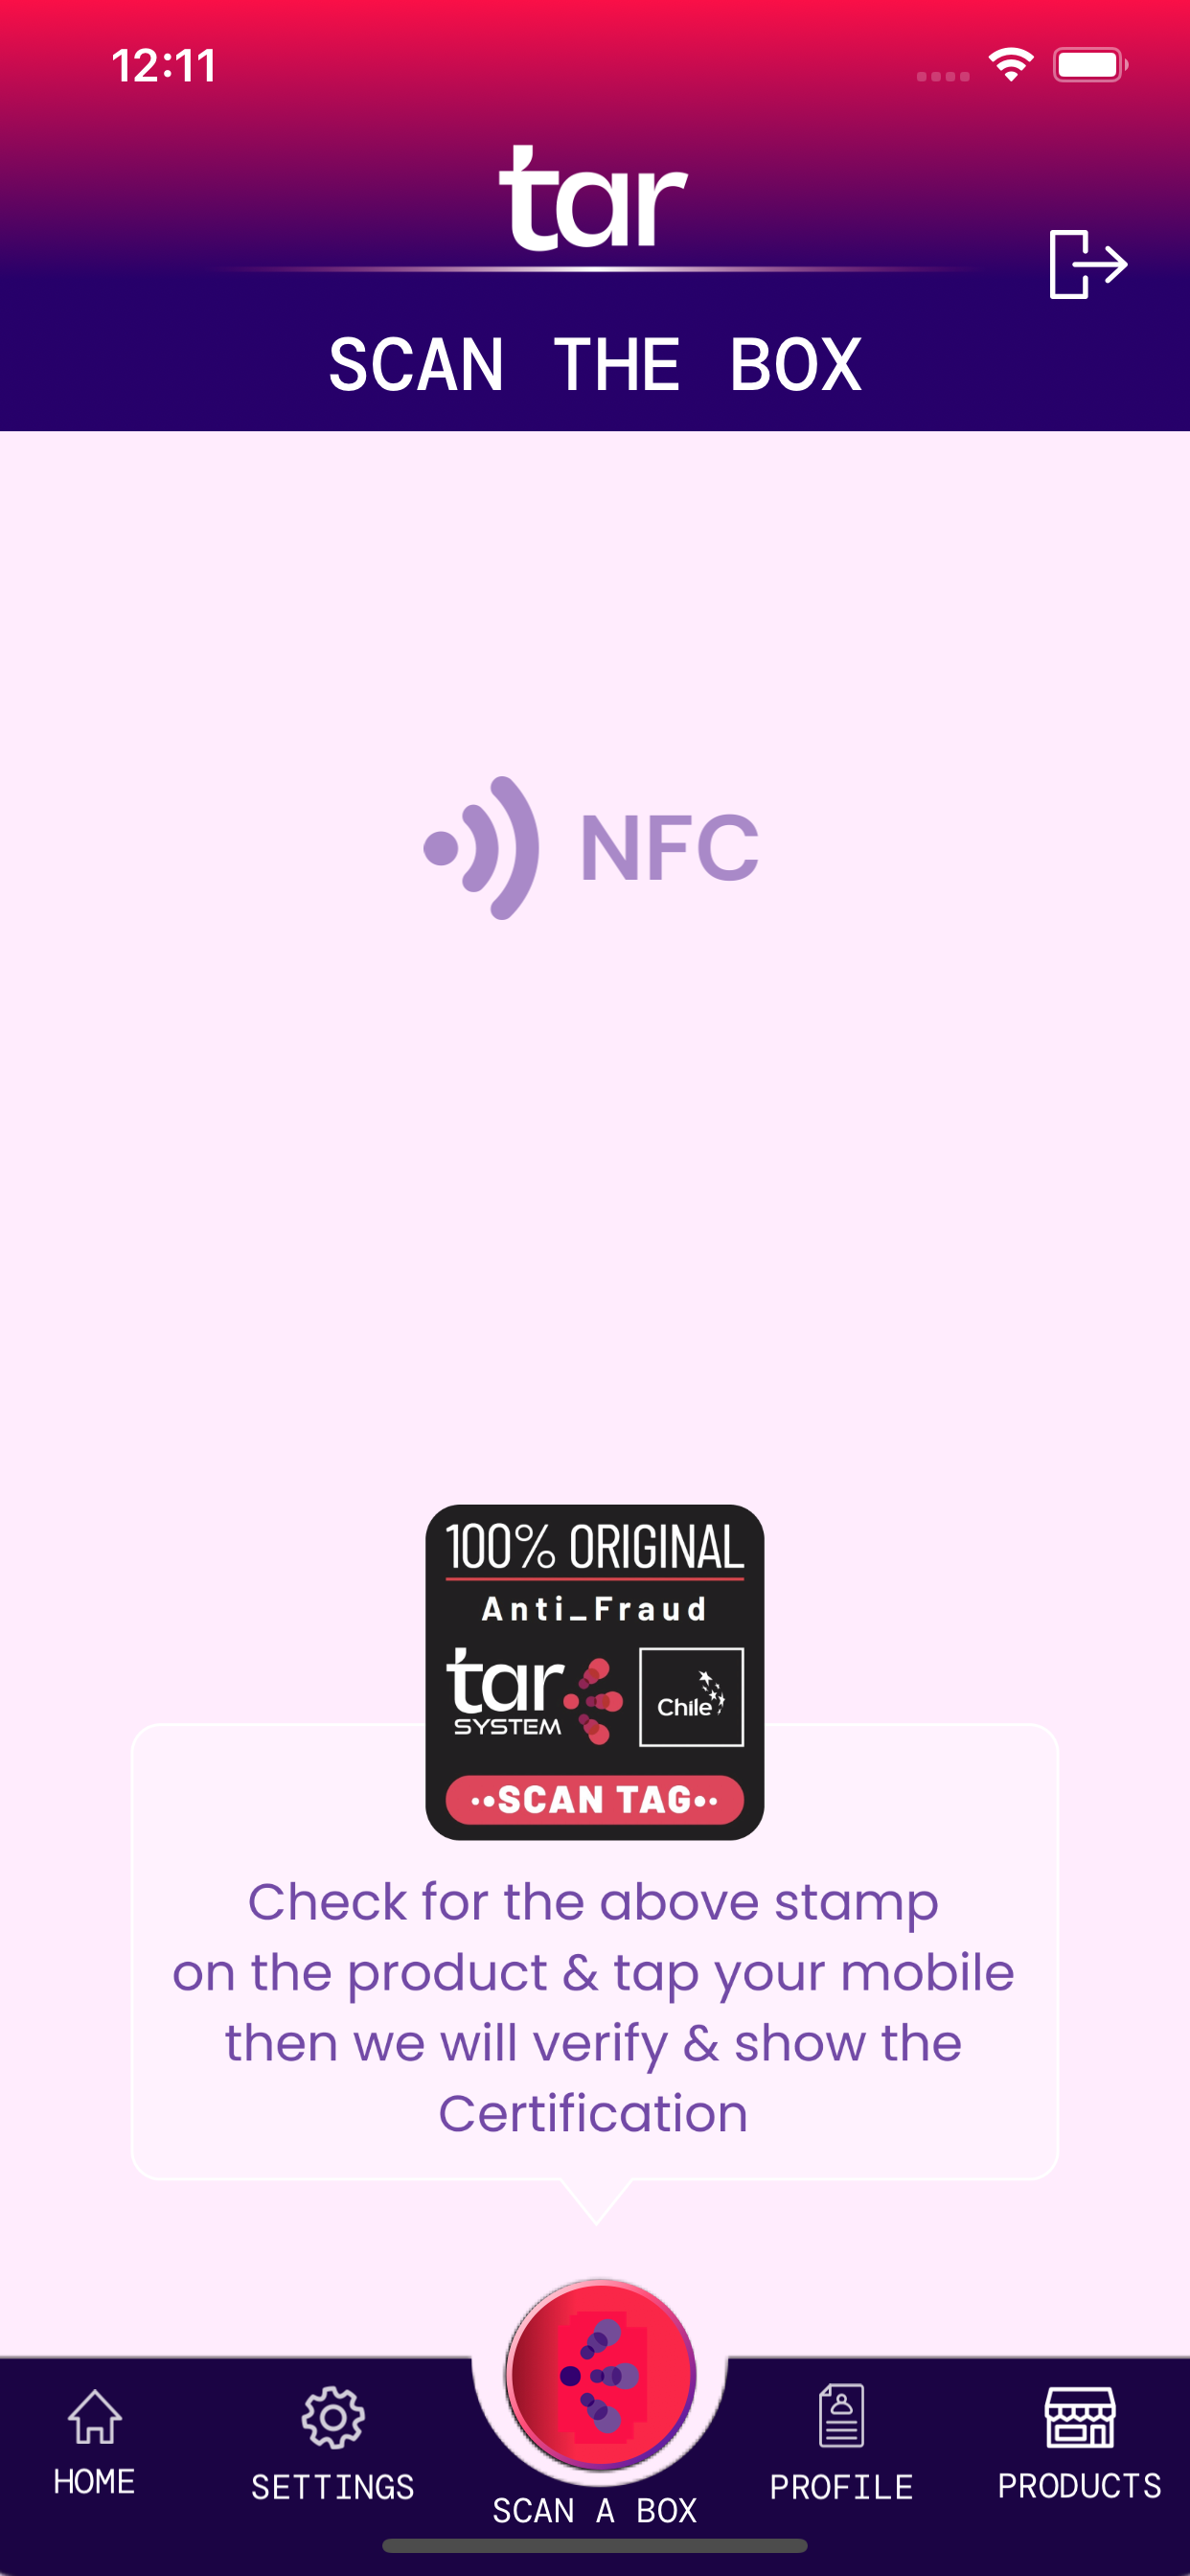 12:11
tar
SCAN THE BOX
NFC
100% ORIGINAL
Anti_Fraud
tar
SYSTEM
Chile
••SCAN TAG••
Check for the above stamp
on the product & tap your mobile
then we will verify & show the
Certification
HOME
SETTINGS
SCAN A BOX
PROFILE
PRODUCTS